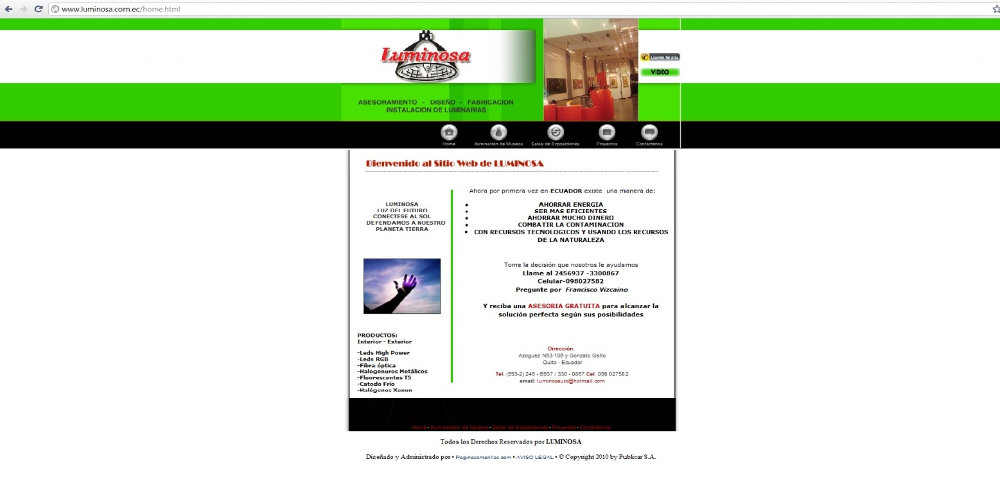 www.luminosa.com.ec/home.html
Luminosa
Llame Gratis
VIDEO
ASESORAMIENTO - DISEÑO - FABRICACION
INSTALACION DE LUMINARIAS
Home Iluminación de Museos Salas de Exposiciones Proyectos Contáctenos
Bienvenido al Sitio Web de LUMINOSA
LUMINOSA
LUZ DEL FUTURO
CONECTESE AL SOL
DEFENDAMOS A NUESTRO
PLANETA TIERRA
PRODUCTOS:
Interior - Exterior
-Leds High Power
-Leds RGB
-Fibra óptica
-Halogenuros Metálicos
-Fluorescentes T5
-Catodo Frío
-Halógenos Xenon
Ahora por primera vez en ECUADOR existe una manera de:
• AHORRAR ENERGIA
• SER MAS EFICIENTES
• AHORRAR MUCHO DINERO
• COMBATIR LA CONTAMINACION
• CON RECURSOS TECNOLOGICOS Y USANDO LOS RECURSOS
DE LA NATURALEZA
Tome la decisión que nosotros le ayudamos
Llame al 2456937 -3300867
Celular-098027582
Pregunte por Francisco Vizcaino
Y reciba una ASESORIA GRATUITA para alcanzar la
solución perfecta según sus posibilidades
Dirección:
Azoguez N53-106 y Gonzalo Gallo
Quito - Ecuador
Tel. (593-2) 245 - 6937 / 330 - 0867 Cel. 098 027582
email: luminosauio@hotmail.com
Home - Iluminación de Museos - Salas de Exposiciones - Proyectos - Contáctenos
Todos los Derechos Reservados por LUMINOSA
Diseñado y Administrado por • Paginasamarillas.com • AVISO LEGAL • © Copyright 2010 by Publicar S.A.